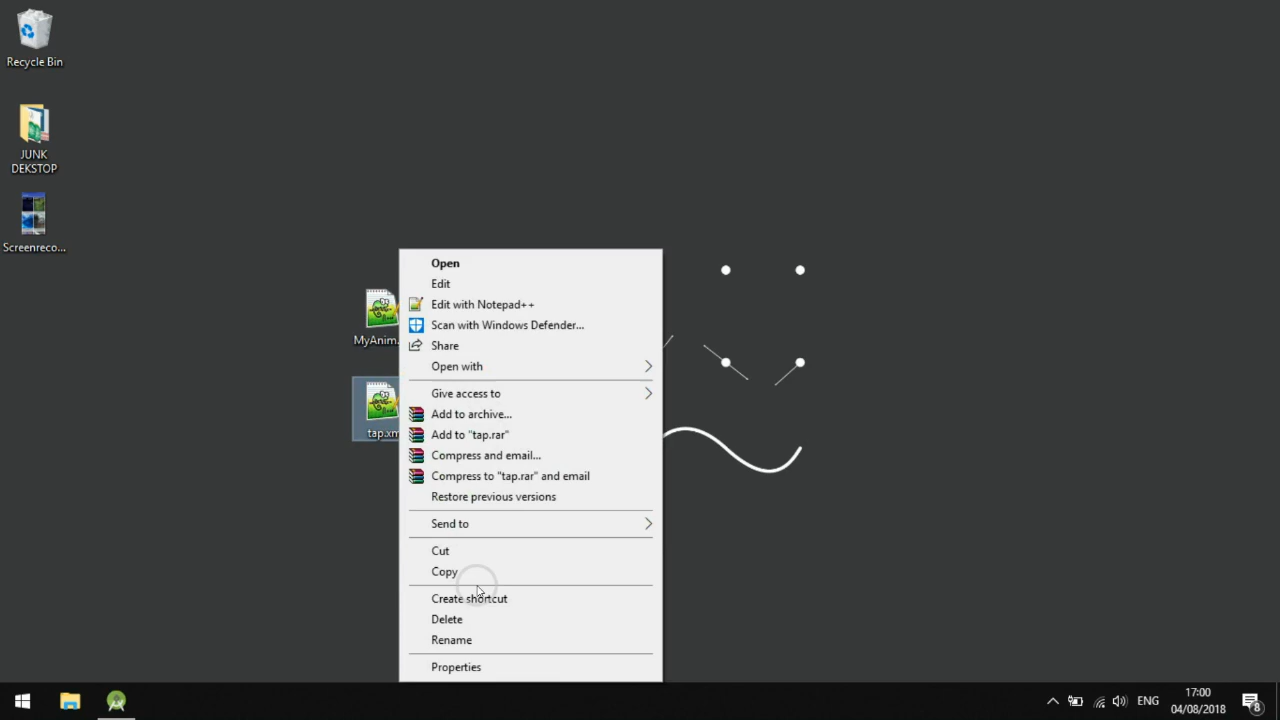 Recycle Bin
JUNK
DEKSTOP
Screenreco...
MyAnim.
tap.xm
Open
Edit
Edit with Notepad++
Scan with Windows Defender...
Share
Open with
Give access to
Add to archive...
Add to "tap.rar"
Compress and email...
Compress to "tap.rar" and email
Restore previous versions
Send to
Cut
Copy
Create shortcut
Delete
Rename
Properties
ENG
17:00
04/08/2018
8